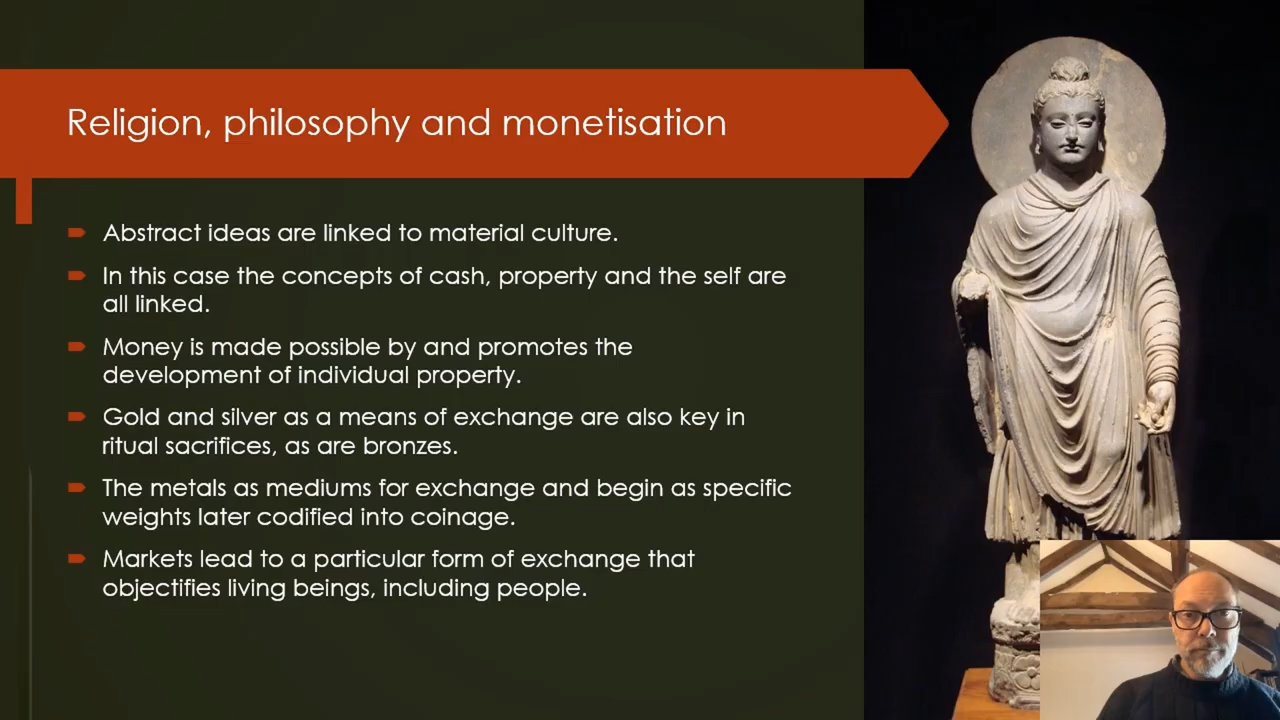 Religion, philosophy and monetisation
Abstract ideas are linked to material culture.
In this case the concepts of cash, property and the self are
all linked.
Money is made possible by and promotes the
development of individual property.
Gold and silver as a means of exchange are also key in
ritual sacrifices, as are bronzes.
The metals as mediums for exchange and begin as specific
weights later codified into coinage.
Markets lead to a particular form of exchange that
objectifies living beings, including people.